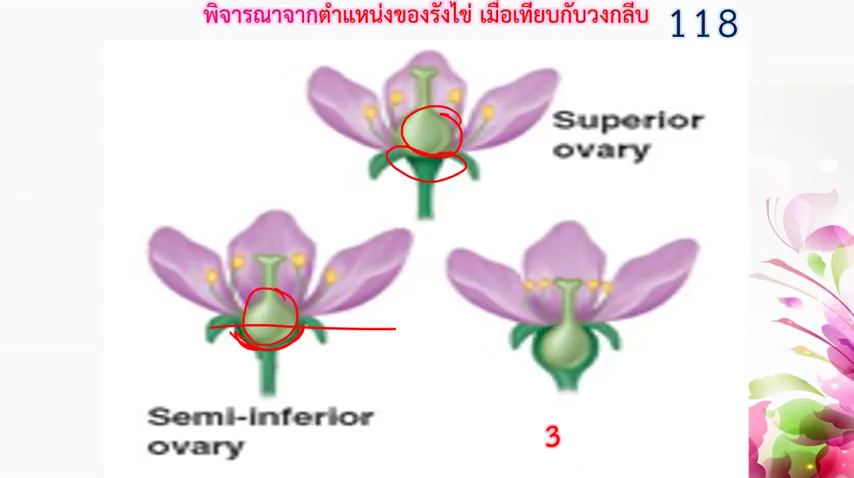 พิจารณาจากตำแหน่งของรังไข่ เมื่อเทียบกับวงกลีบ
118
Superior
ovary
Semi-inferior
ovary
3